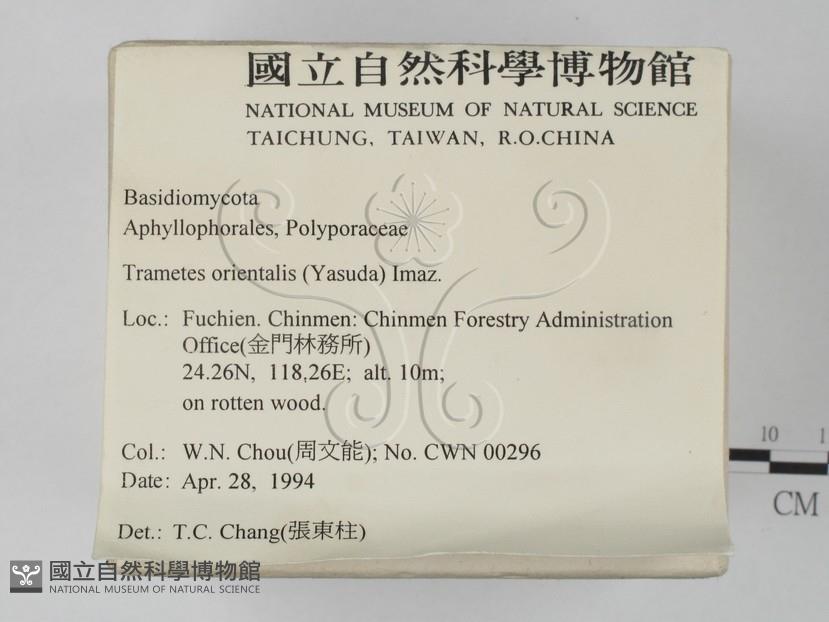 國立自然科學博物館
NATIONAL MUSEUM OF NATURAL SCIENCE
TAICHUNG, TAIWAN, R.O.CHINA
Basidiomycota
Aphyllophorales, Polyporaceae
Trametes orientalis (Yasuda) Imaz.
Loc.: Fuchien. Chinmen: Chinmen Forestry Administration
Office(金門林務所)
24.26N, 118,26E; alt. 10m;
on rotten wood.
Col.: W.N. Chou(周文能); No. CWN 00296
Date: Apr. 28, 1994
Det.: T.C. Chang(張東柱)
10 1
CM
國立自然科學博物館
NATIONAL MUSEUM OF NATURAL SCIENCE